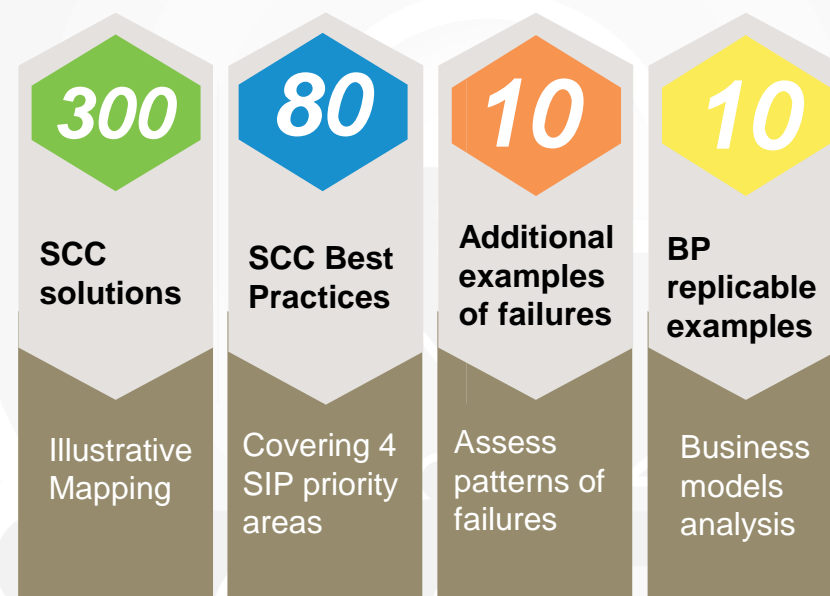 300
SCC
solutions
Illustrative
Mapping
80
SCC Best
Practices
Covering 4
SIP priority
areas
10
Additional
examples
of failures
Assess
patterns of
failures
10
BP
replicable
examples
Business
models
analysis